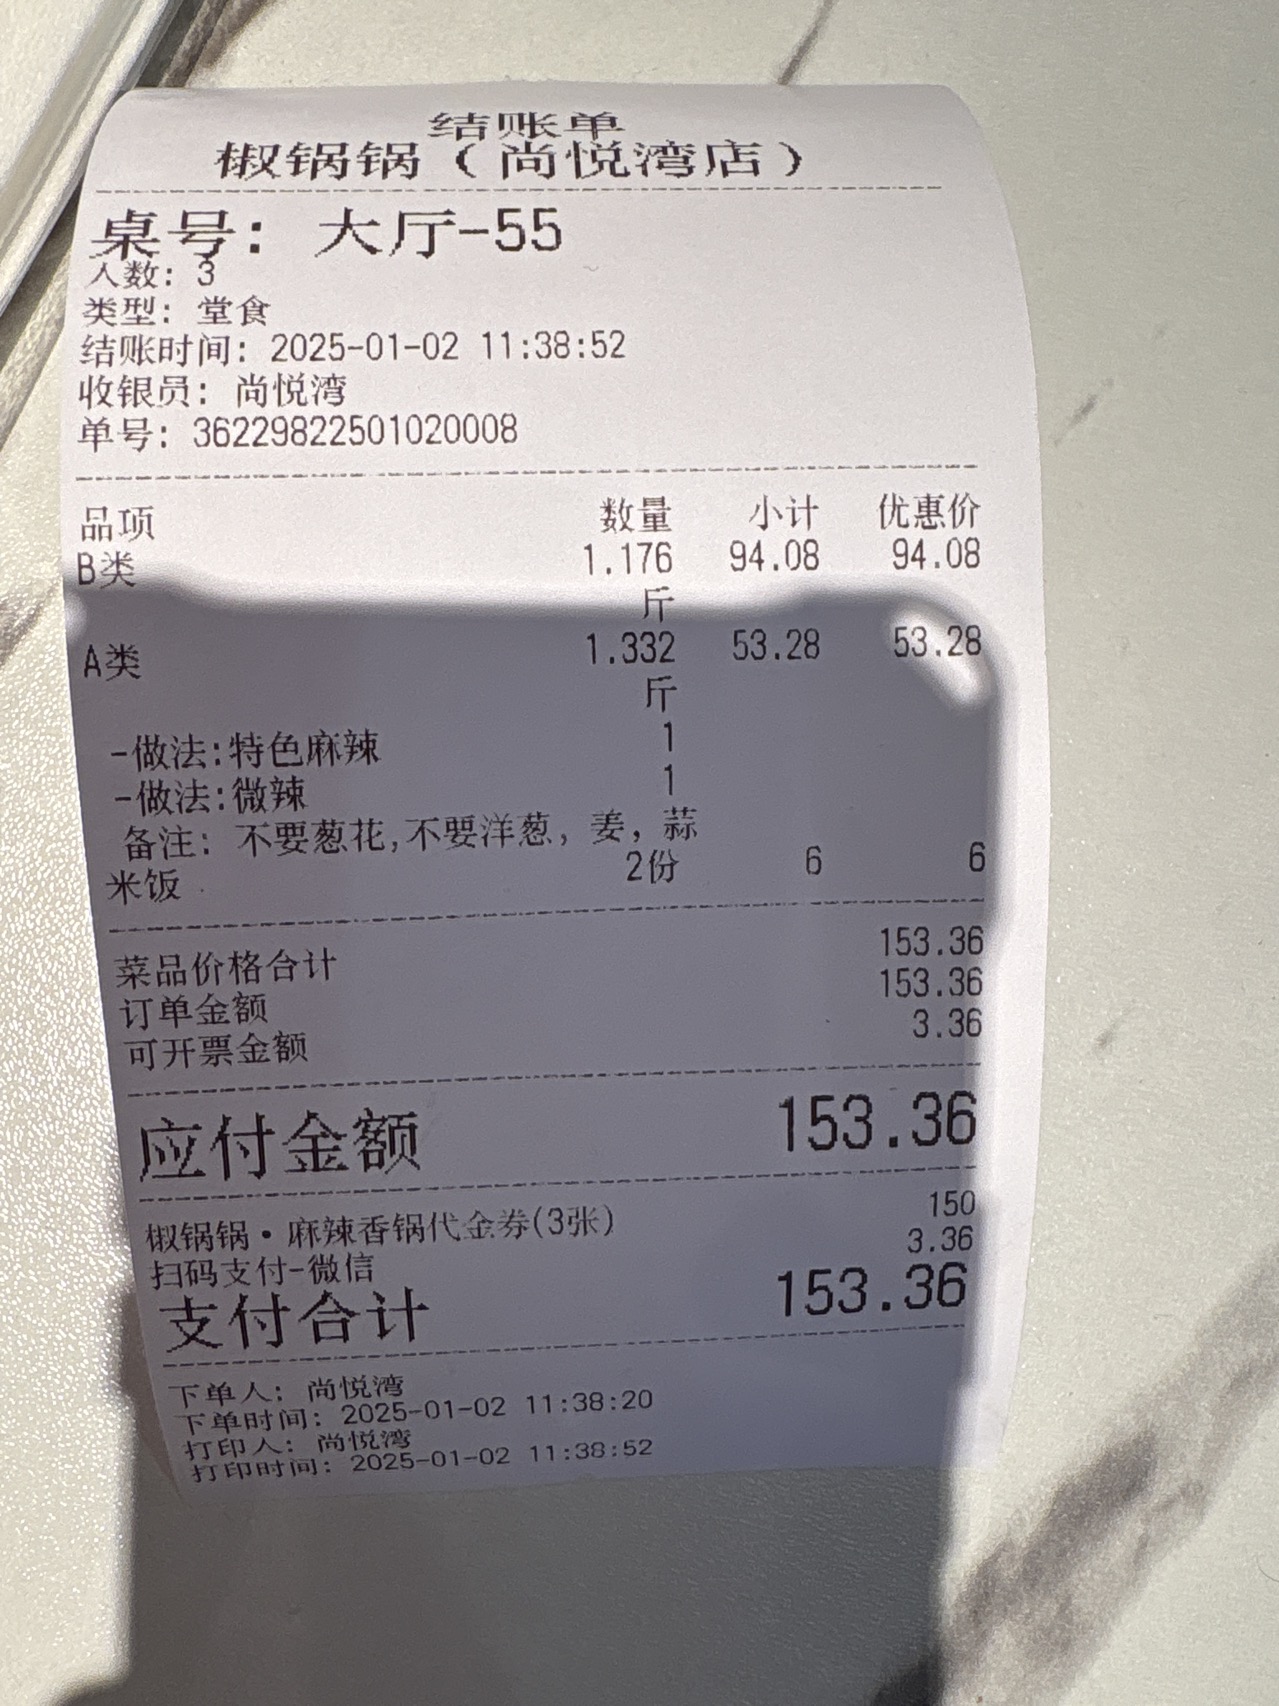 结账单
椒锅锅（尚悦湾店）
桌号: 大厅-55
人数: 3
类型: 堂食
结账时间: 2025-01-02 11:38:52
收银员: 尚悦湾
单号: 36229822501020008
品项 数量 小计 优惠价
B类 1.176 94.08 94.08
斤
A类 1.332 53.28 53.28
斤
-做法:特色麻辣 1
-做法:微辣 1
备注: 不要葱花,不要洋葱, 姜, 蒜
米饭 2份 6 6
菜品价格合计 153.36
订单金额 153.36
可开票金额 3.36
应付金额 153.36
椒锅锅·麻辣香锅代金券(3张) 150
扫码支付-微信 3.36
支付合计 153.36
下单人: 尚悦湾
下单时间: 2025-01-02 11:38:20
打印人: 尚悦湾
打印时间: 2025-01-02 11:38:52